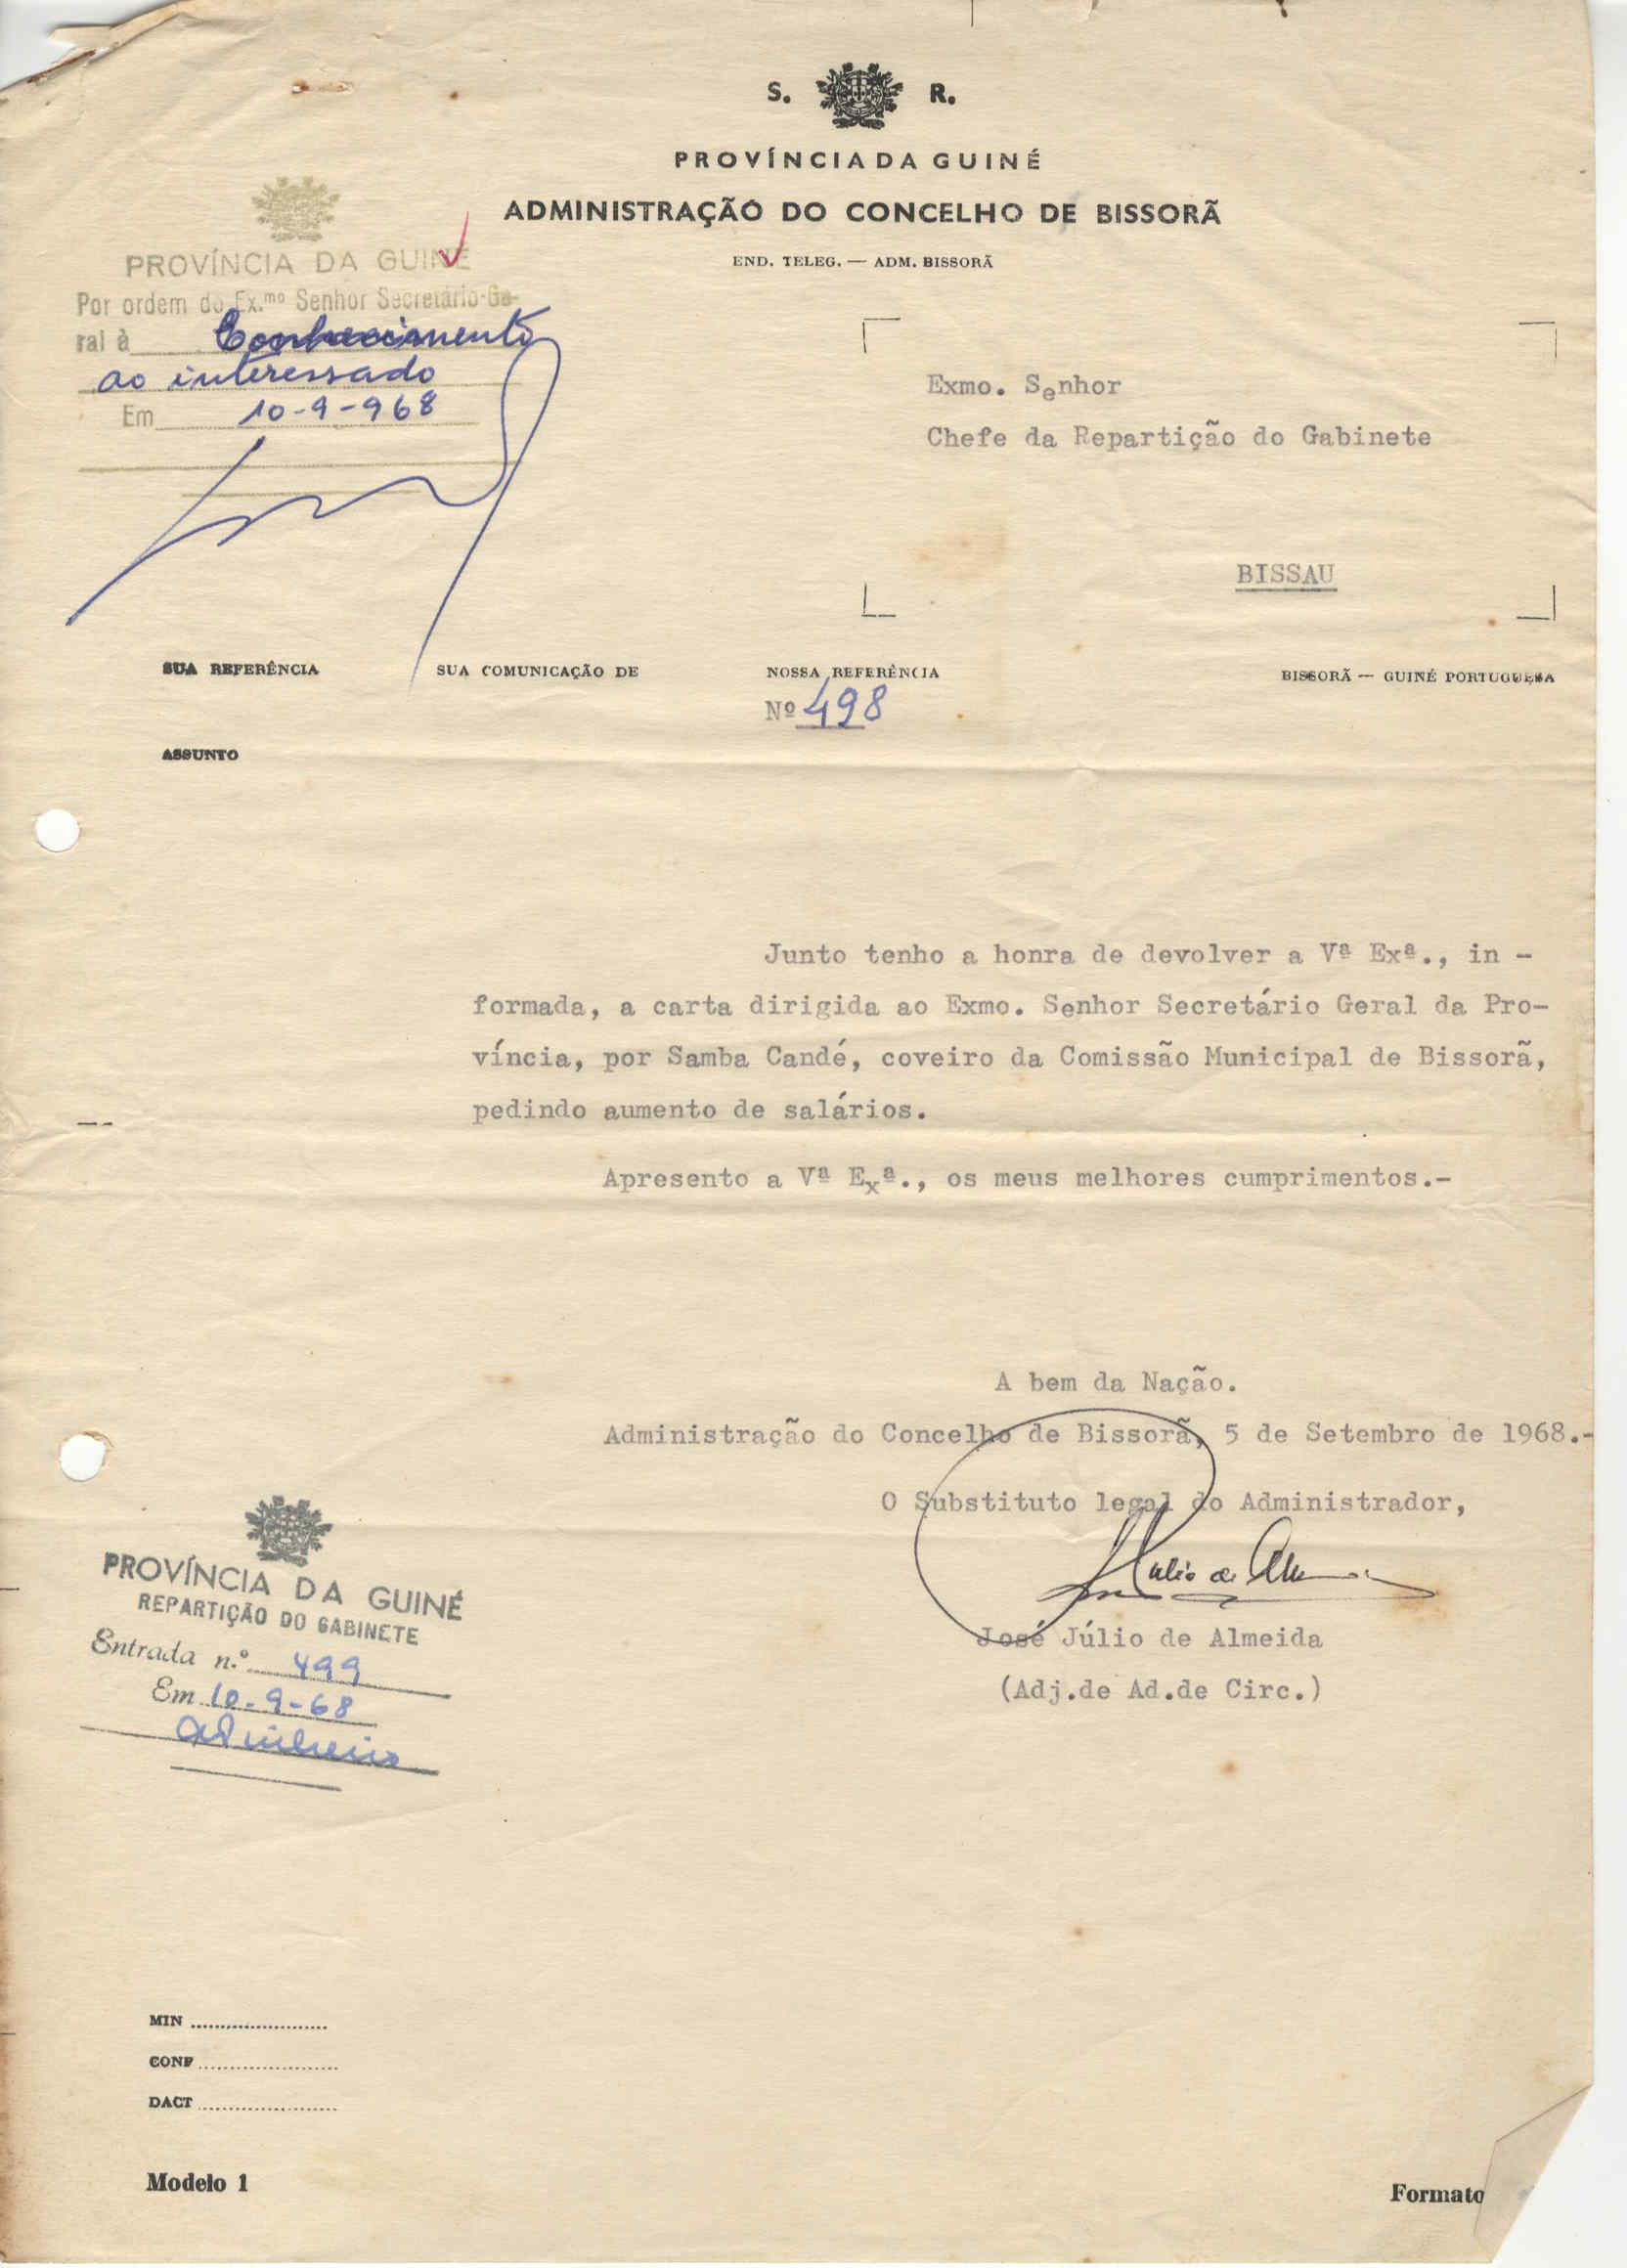 S. R.
PROVÍNCIA DA GUINÉ
ADMINISTRAÇÃO DO CONCELHO DE BISSORÃ
END. TELEG. — ADM. BISSORÃ
PROVÍNCIA DA GUINÉ
Por ordem do Ex.mo Senhor Secretário-Ge-
ral à Conhecimento
ao interessado
Em 10-9-968
Exmo. Senhor
Chefe da Repartição do Gabinete
BISSAU
SUA REFERÊNCIA SUA COMUNICAÇÃO DE NOSSA REFERÊNCIA BISSORÃ — GUINÉ PORTUGUESA
Nº 498
ASSUNTO
Junto tenho a honra de devolver a Vª Exª., in -
formada, a carta dirigida ao Exmo. Senhor Secretário Geral da Pro-
víncia, por Samba Candé, coveiro da Comissão Municipal de Bissorã,
pedindo aumento de salários.
Apresento a Vª Exª., os meus melhores cumprimentos.-
A bem da Nação.
Administração do Concelho de Bissorã, 5 de Setembro de 1968.-
O Substituto legal do Administrador,
José Júlio de Almeida
(Adj.de Ad.de Circ.)
PROVÍNCIA DA GUINÉ
REPARTIÇÃO DO GABINETE
Entrada n.º 499
Em 10-9-68
MIN
CONF
DACT
Modelo 1
Formato